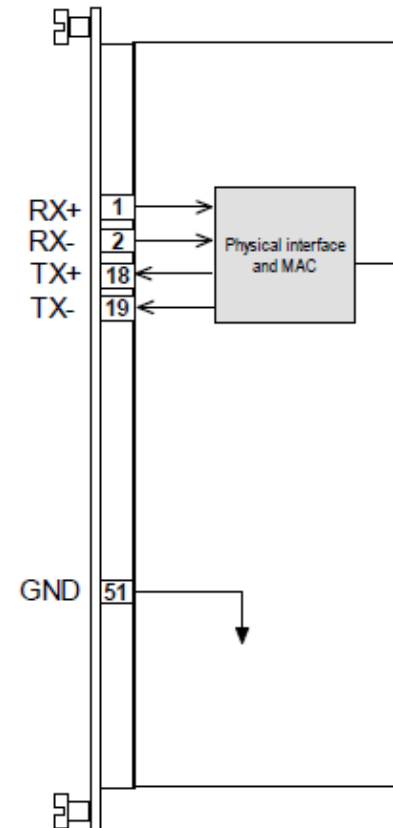 RX+ 1
RX- 2
Physical interface
and MAC
TX+ 18
TX- 19
GND 51